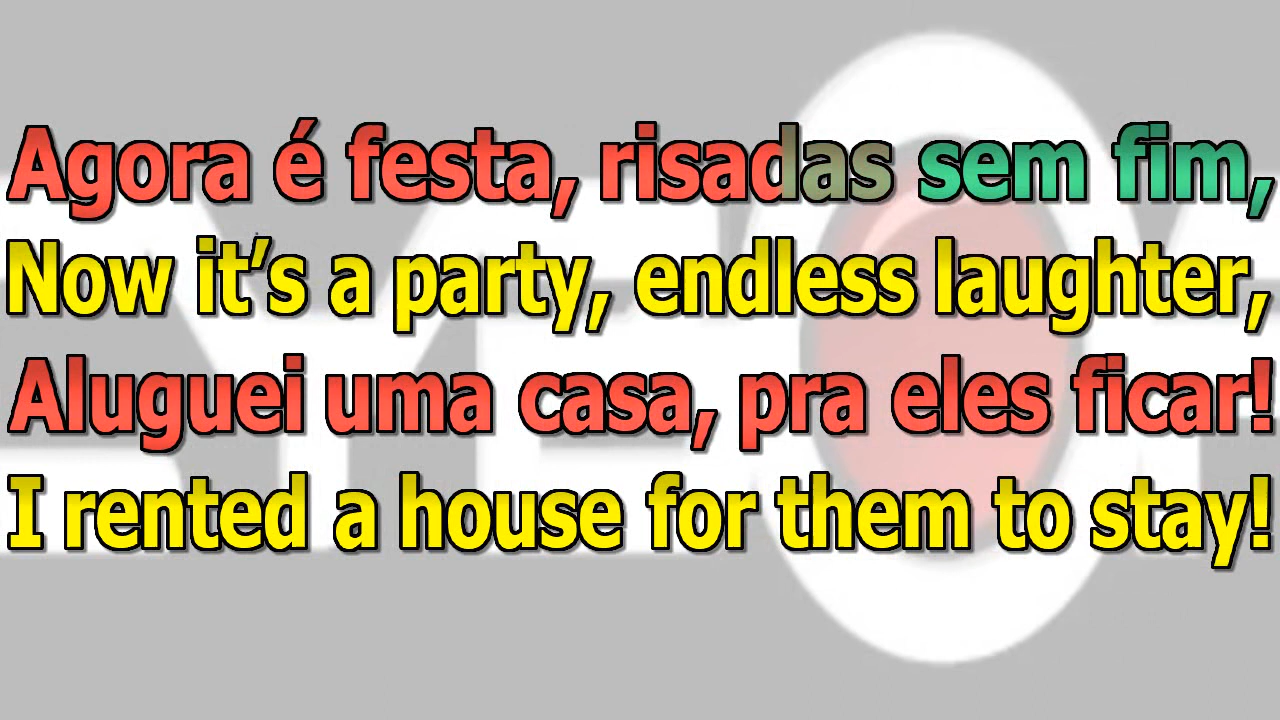 Agora é festa, risadas sem fim,
Now it’s a party, endless laughter,
Aluguei uma casa, pra eles ficar!
I rented a house for them to stay!